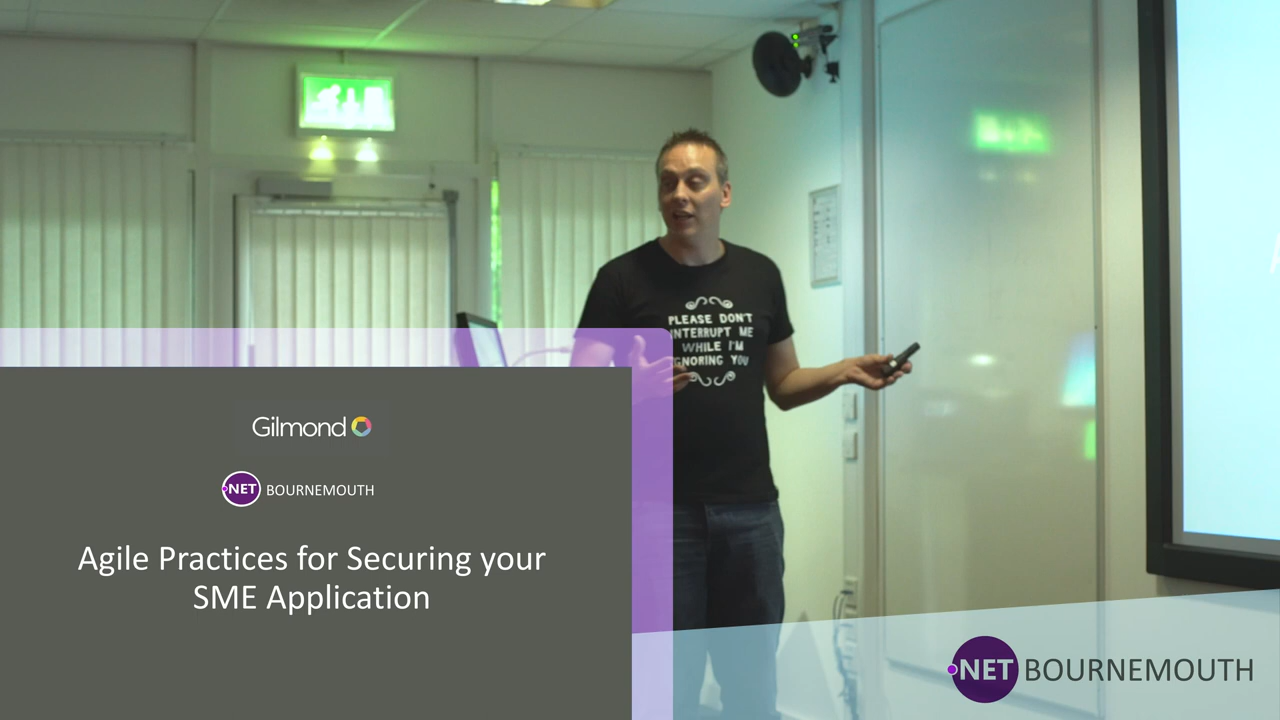 PLEASE DON'T
INTERRUPT ME
WHILE I'M
IGNORING YOU
Gilmond
.NET BOURNEMOUTH
Agile Practices for Securing your
SME Application
.NET BOURNEMOUTH